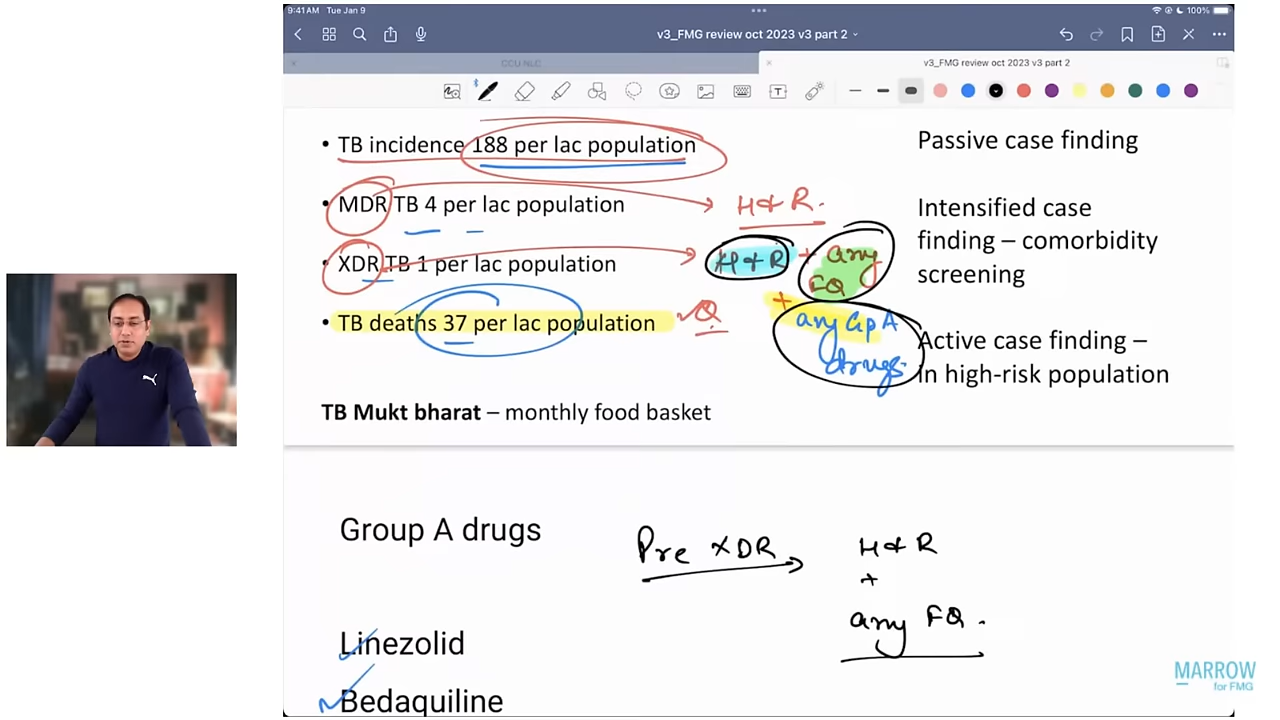 9:41 AM Tue Jan 9
100%
v3_FMG review oct 2023 v3 part 2
CCU NLC
v3_FMG review oct 2023 v3 part 2
• TB incidence 188 per lac population
• MDR TB 4 per lac population
H & R.
• XDR TB 1 per lac population
H & R + any FQ
+ any Gp A drugs.
• TB deaths 37 per lac population
Q
TB Mukt bharat – monthly food basket
Passive case finding
Intensified case
finding – comorbidity
screening
Active case finding –
in high-risk population
Group A drugs
Linezolid
Bedaquiline
Pre XDR
H & R
+
any FQ.
MARROW
for FMG